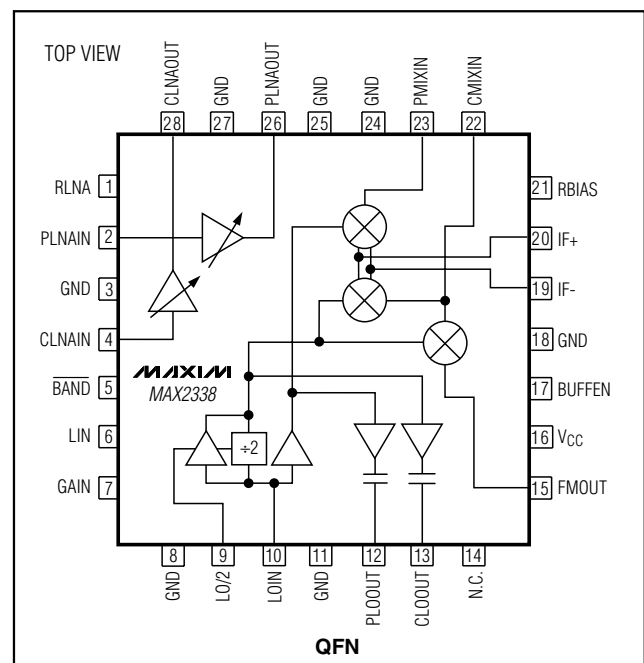 TOP VIEW
CLNAOUT
GND
PLNAOUT
GND
GND
PMIXIN
CMIXIN
28
27
26
25
24
23
22
RLNA 1
PLNAIN 2
GND 3
CLNAIN 4
BAND 5
LIN 6
GAIN 7
21 RBIAS
20 IF+
19 IF-
18 GND
17 BUFFEN
16 VCC
15 FMOUT
MAXIM
MAX2338
÷2
8
9
10
11
12
13
14
GND
LO/2
LOIN
GND
PLOOUT
CLOOUT
N.C.
QFN